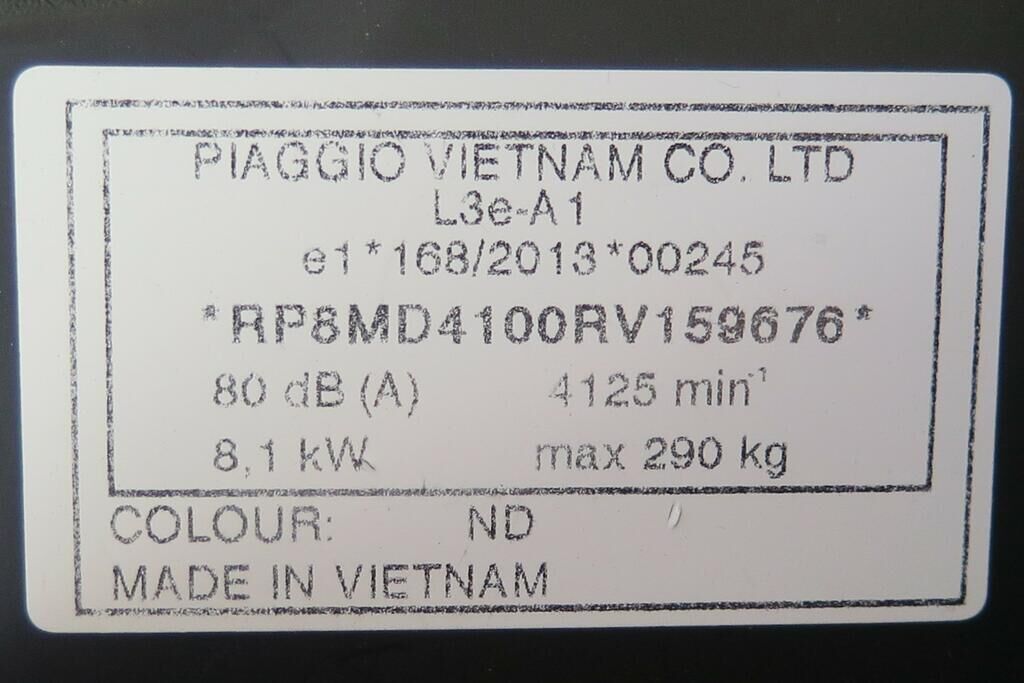 PIAGGIO VIETNAM CO. LTD
L3e-A1
e1*168/2013*00245
*RP8MD4100RV159676*
80 dB (A) 4125 min⁻¹
8,1 kW max 290 kg
COLOUR: ND
MADE IN VIETNAM